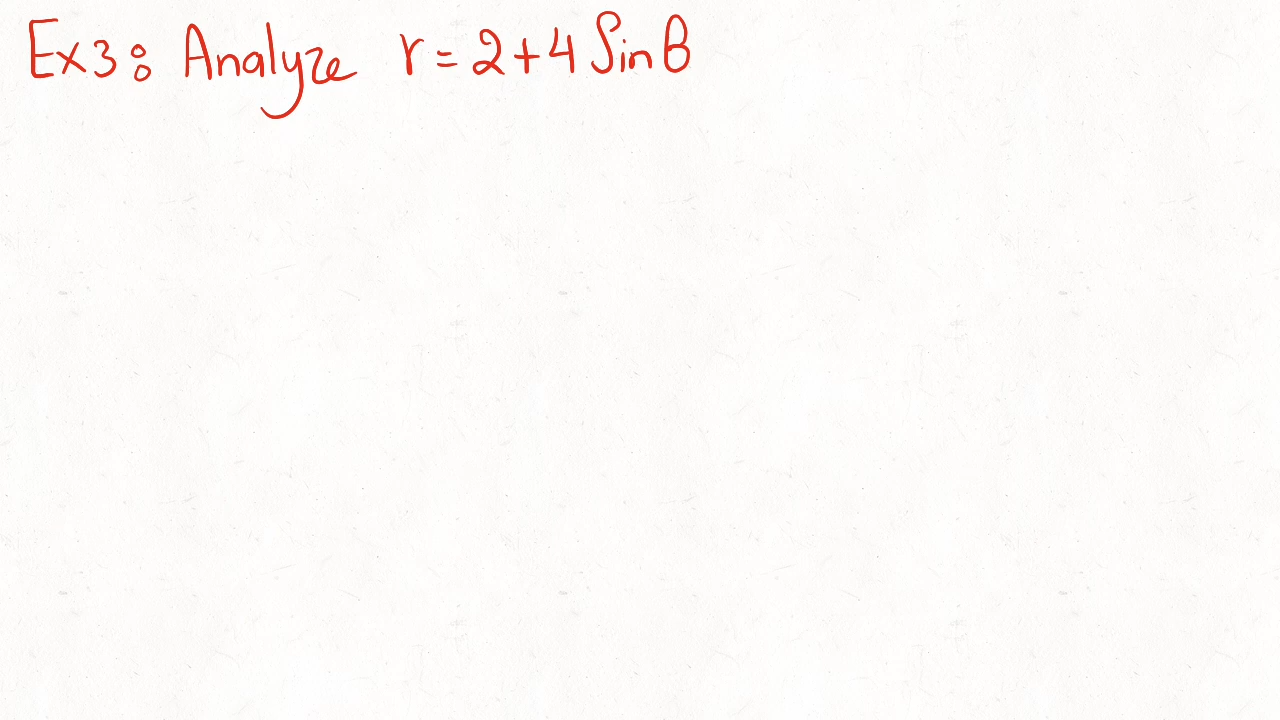 Ex3: Analyze r = 2 + 4 Sin θ